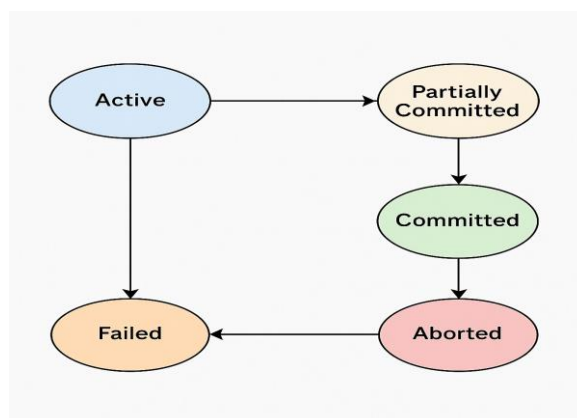 Active
Partially
Committed
Committed
Failed
Aborted